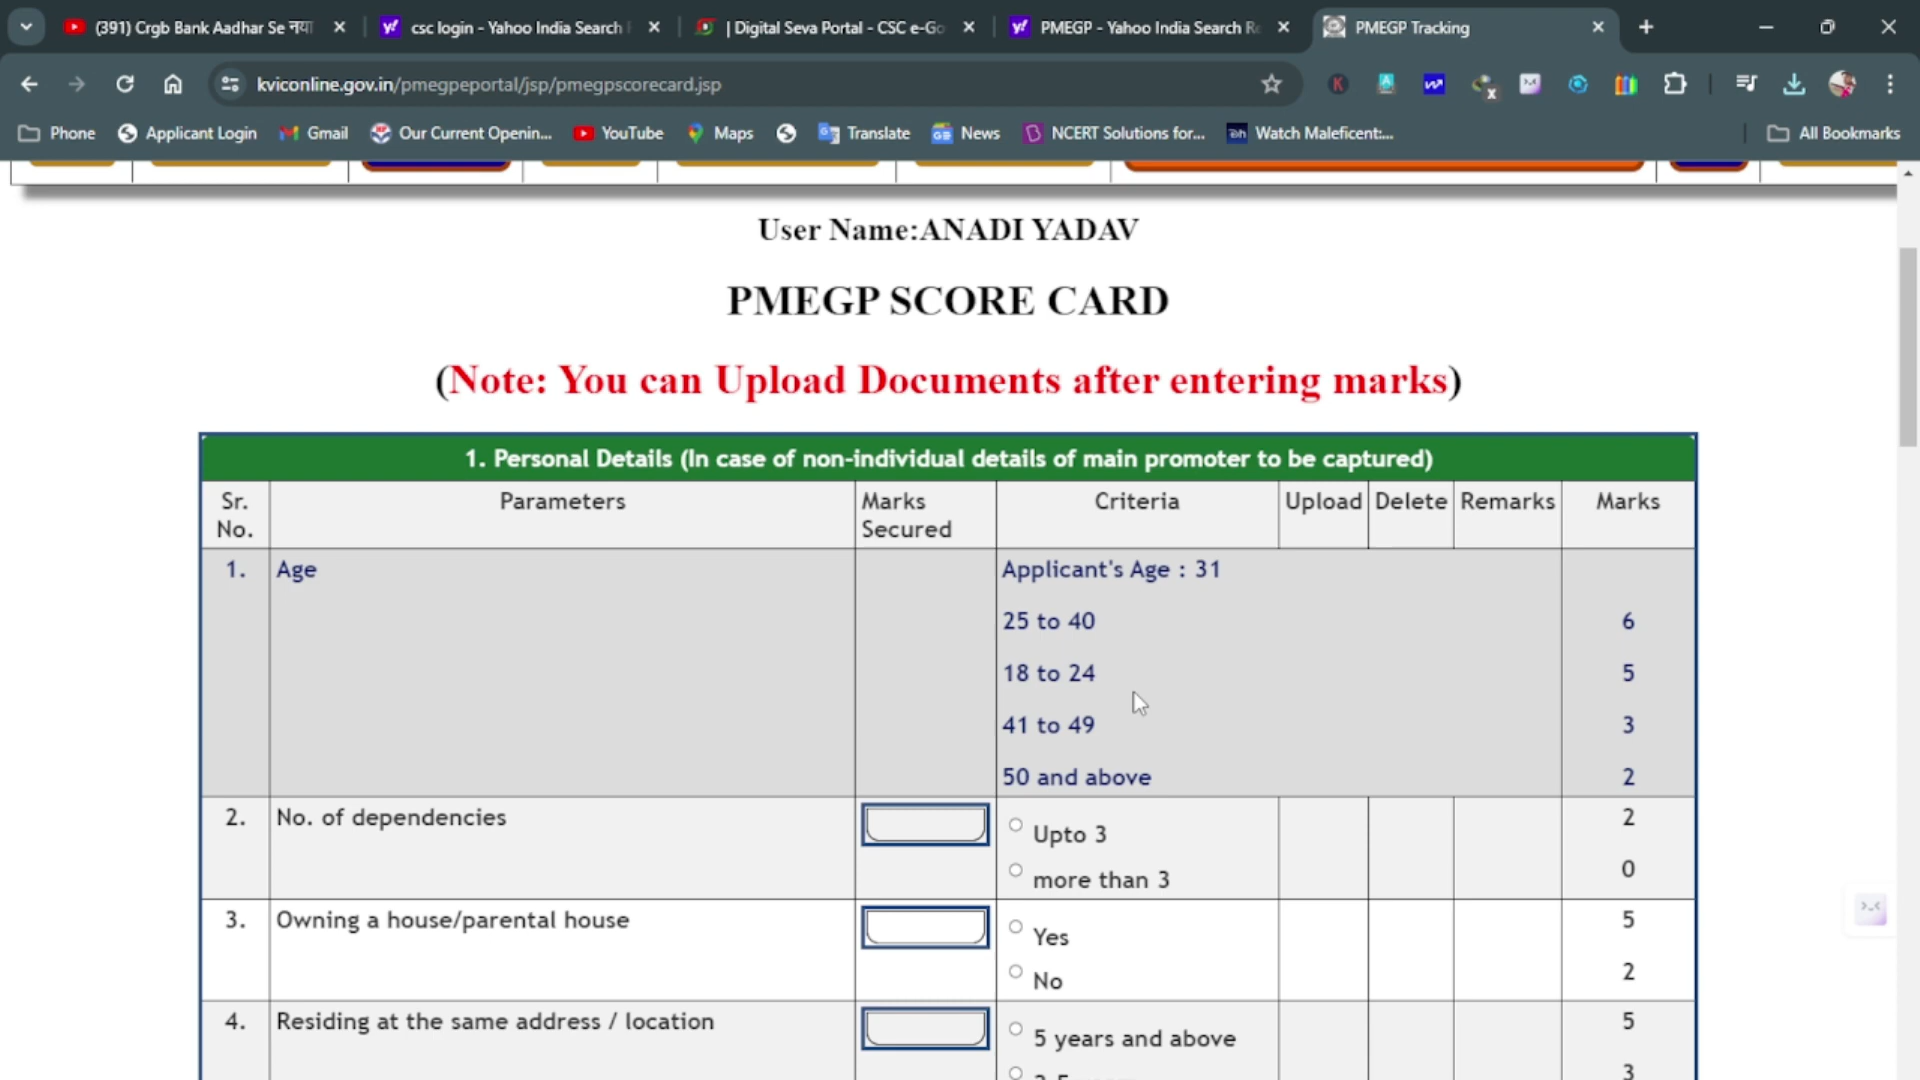 (391) Crgb Bank Aadhar Se नया
csc login - Yahoo India Search
| Digital Seva Portal - CSC e-Go
PMEGP - Yahoo India Search Re
PMEGP Tracking
kviconline.gov.in/pmegpeportal/jsp/pmegpscorecard.jsp
Phone Applicant Login Gmail Our Current Openin... YouTube Maps Translate News NCERT Solutions for... Watch Maleficent:... All Bookmarks
User Name:ANADI YADAV
PMEGP SCORE CARD
(Note: You can Upload Documents after entering marks)
1. Personal Details (In case of non-individual details of main promoter to be captured)
Sr. No. Parameters Marks Secured Criteria Upload Delete Remarks Marks
1. Age Applicant's Age : 31
25 to 40 6
18 to 24 5
41 to 49 3
50 and above 2
2. No. of dependencies Upto 3 2
more than 3 0
3. Owning a house/parental house Yes 5
No 2
4. Residing at the same address / location 5 years and above 5
3